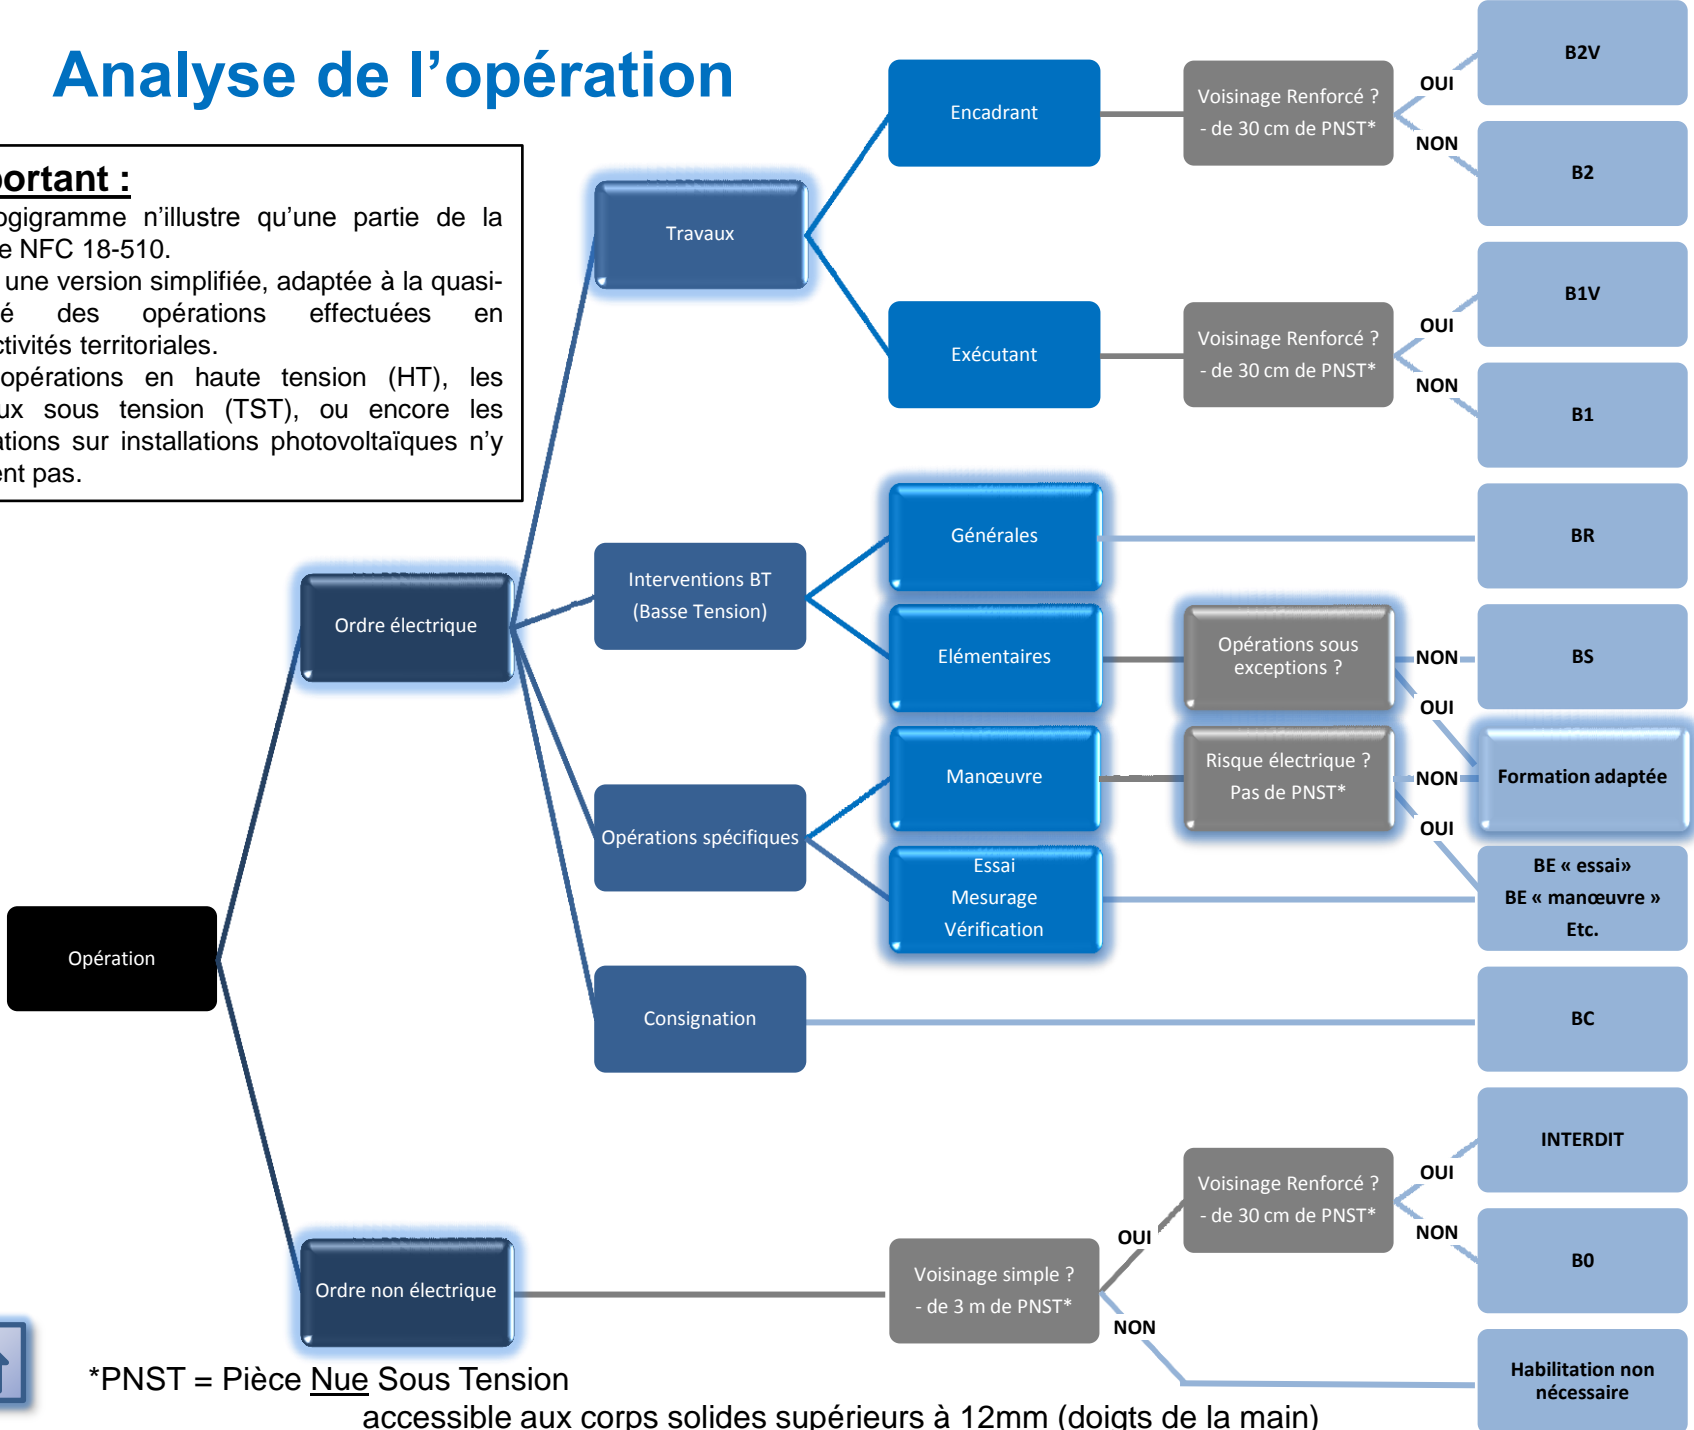 Analyse de l’opération
portant :
ogigramme n’illustre qu’une partie de la
e NFC 18-510.
une version simplifiée, adaptée à la quasi-
é des opérations effectuées en
ctivités territoriales.
opérations en haute tension (HT), les
ux sous tension (TST), ou encore les
ations sur installations photovoltaïques n’y
ent pas.
Opération
Ordre électrique
Ordre non électrique
Travaux
Interventions BT
(Basse Tension)
Opérations spécifiques
Consignation
Encadrant
Exécutant
Générales
Elémentaires
Manœuvre
Essai
Mesurage
Vérification
Voisinage simple ?
- de 3 m de PNST*
Voisinage Renforcé ?
- de 30 cm de PNST*
OUI
NON
B2V
B2
Voisinage Renforcé ?
- de 30 cm de PNST*
OUI
NON
B1V
B1
BR
Opérations sous
exceptions ?
NON
OUI
BS
Risque électrique ?
Pas de PNST*
NON
OUI
Formation adaptée
BE « essai»
BE « manœuvre »
Etc.
BC
OUI
NON
Voisinage Renforcé ?
- de 30 cm de PNST*
OUI
NON
INTERDIT
B0
Habilitation non
nécessaire
*PNST = Pièce Nue Sous Tension
accessible aux corps solides supérieurs à 12mm (doigts de la main)